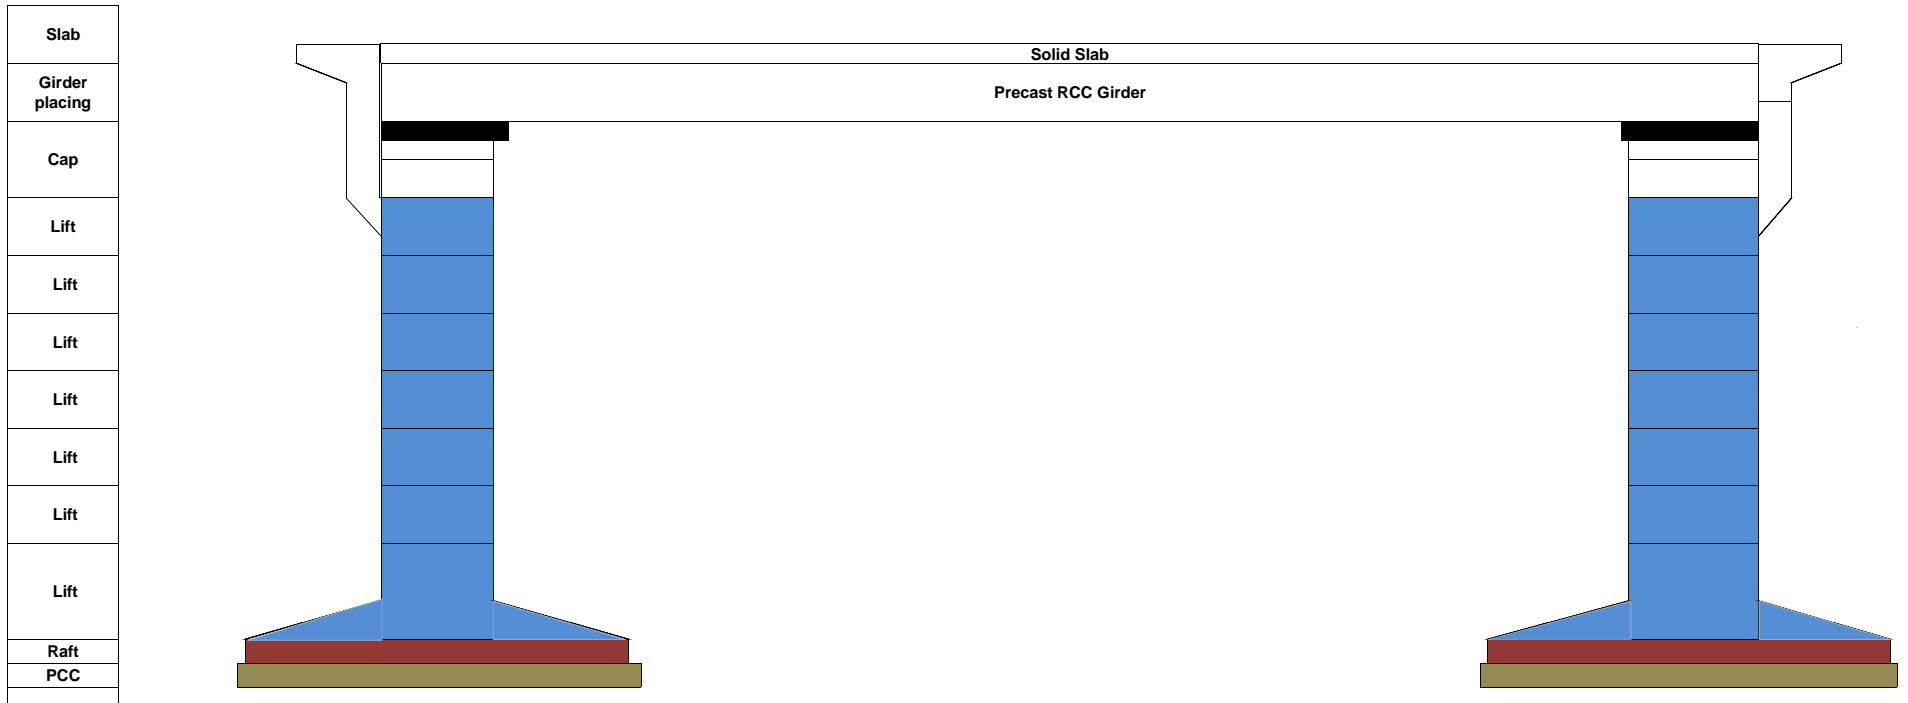 Slab
Girder
placing
Cap
Lift
Lift
Lift
Lift
Lift
Lift
Lift
Raft
PCC
Solid Slab
Precast RCC Girder